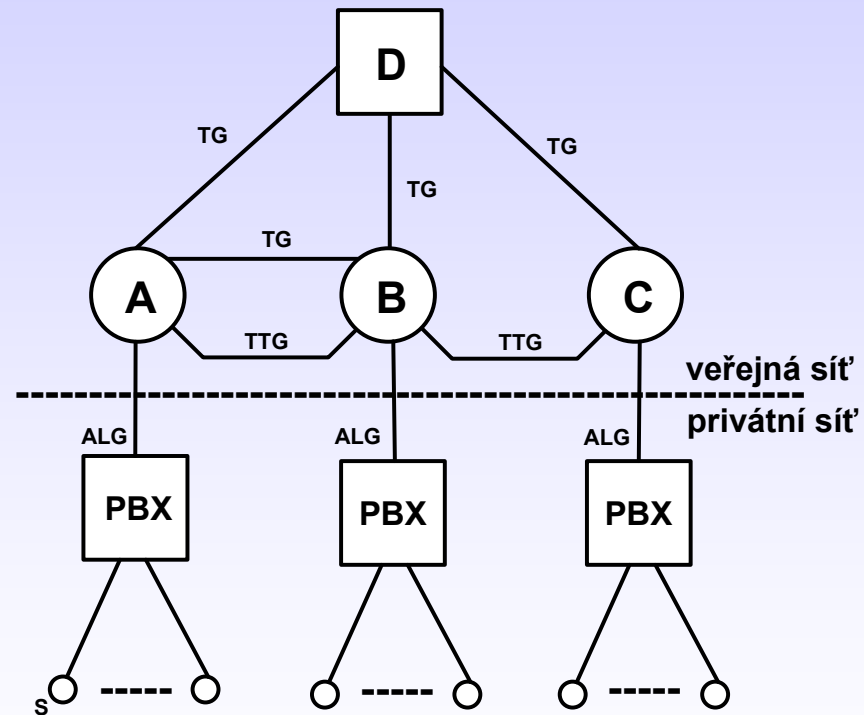 D
TG
TG
TG
TG
A
B
C
TTG
TTG
veřejná síť
privátní síť
ALG
ALG
ALG
PBX
PBX
PBX
S